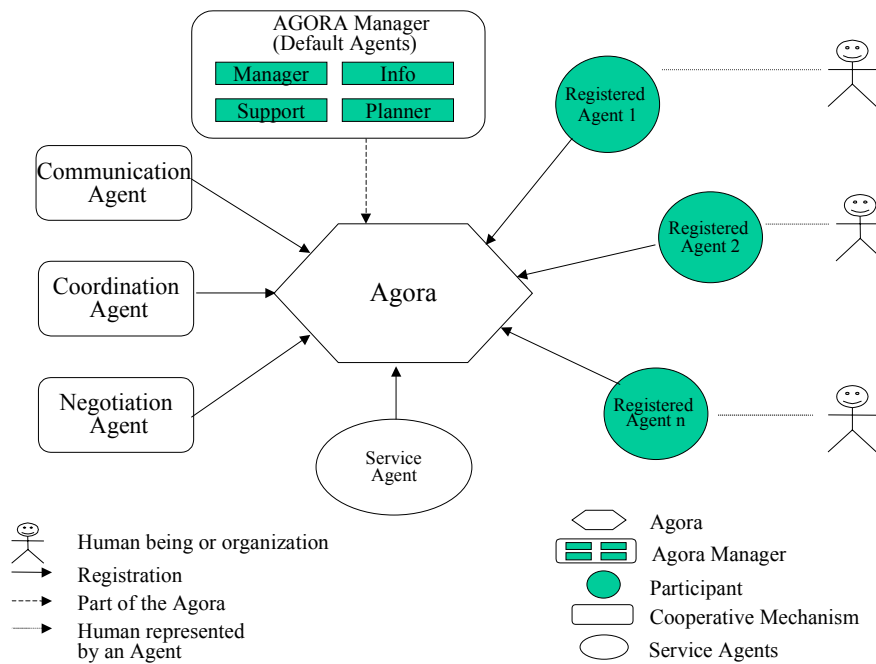 AGORA Manager
(Default Agents)
Manager
Info
Support
Planner
Registered
Agent 1
Communication
Agent
Registered
Agent 2
Coordination
Agent
Agora
Negotiation
Agent
Registered
Agent n
Service
Agent
Human being or organization
Registration
Part of the Agora
Human represented
by an Agent
Agora
Agora Manager
Participant
Cooperative Mechanism
Service Agents